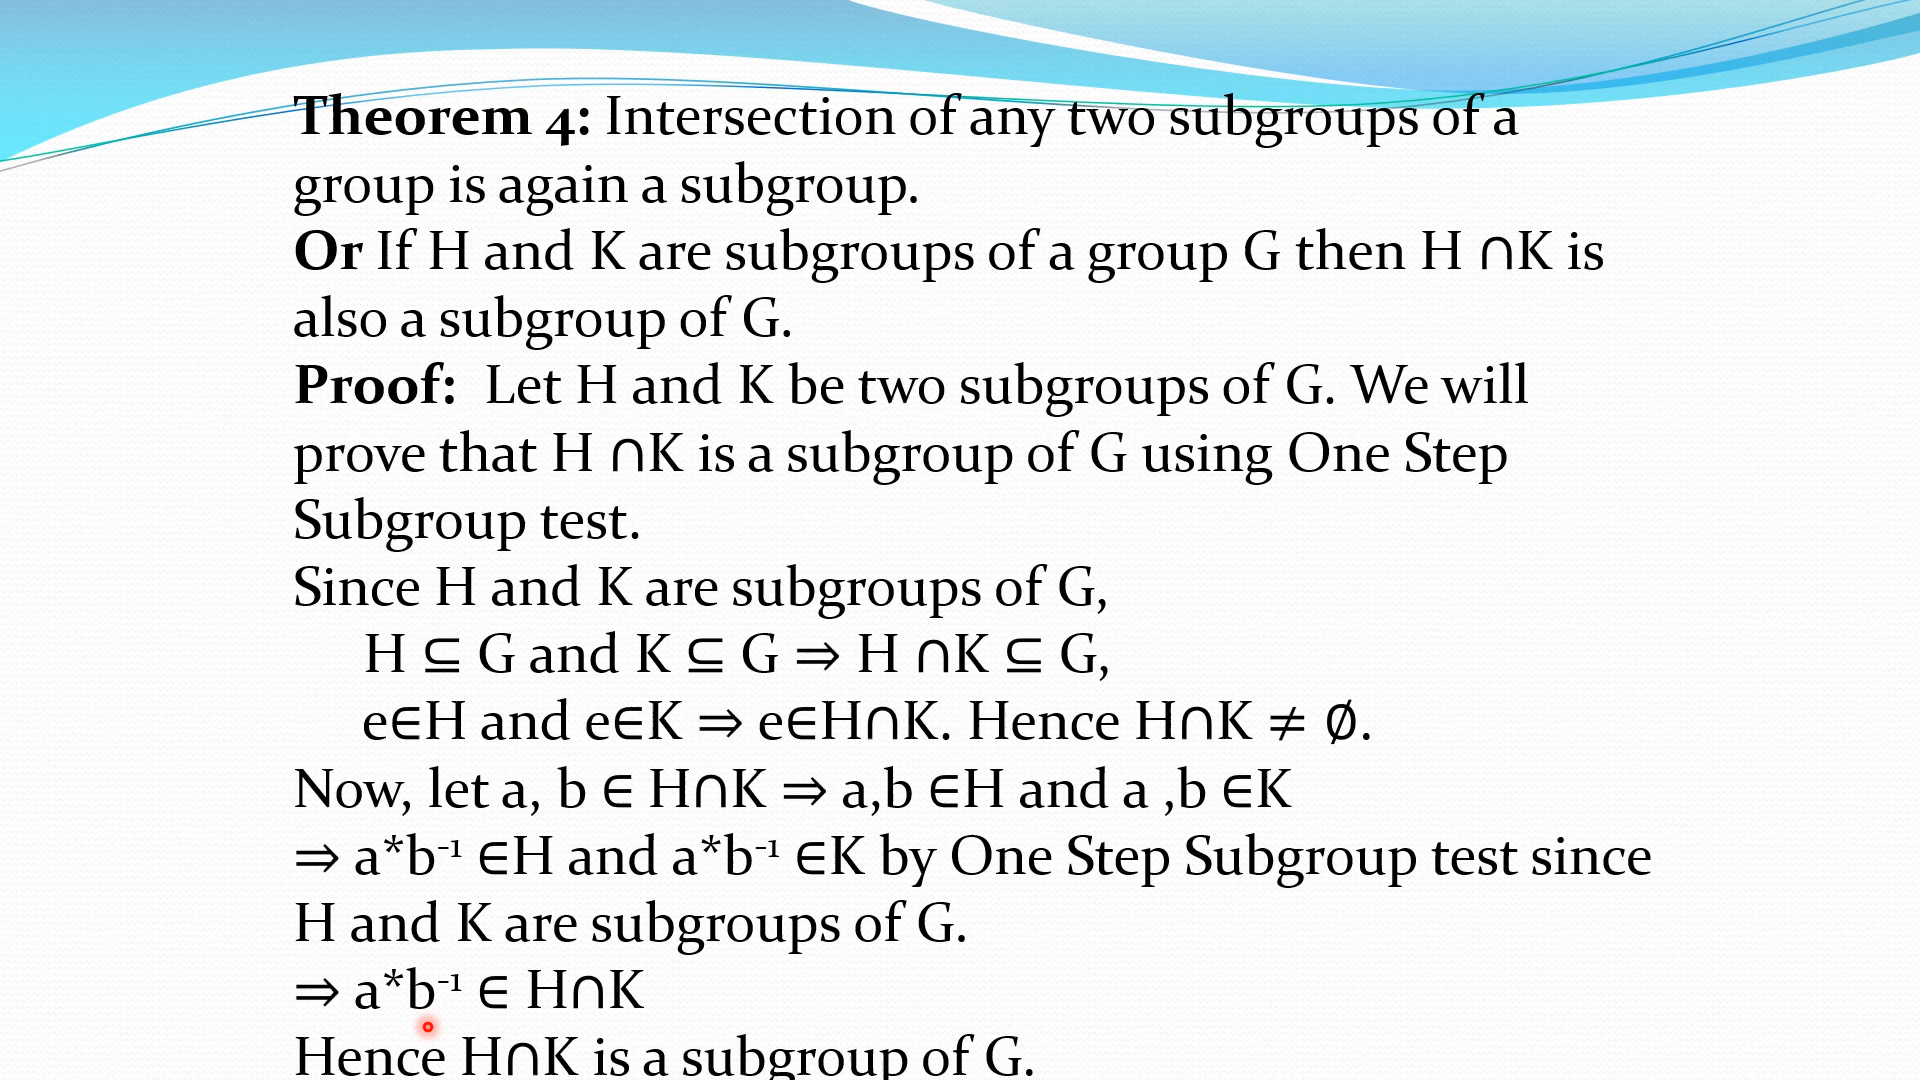 Theorem 4: Intersection of any two subgroups of a
group is again a subgroup.
Or If H and K are subgroups of a group G then H ∩K is
also a subgroup of G.
Proof:  Let H and K be two subgroups of G. We will
prove that H ∩K is a subgroup of G using One Step
Subgroup test.
Since H and K are subgroups of G,
H ⊆ G and K ⊆ G ⇒ H ∩K ⊆ G,
e∈H and e∈K ⇒ e∈H∩K. Hence H∩K ≠ ∅.
Now, let a, b ∈ H∩K ⇒ a,b ∈H and a ,b ∈K
⇒ a*b⁻¹ ∈H and a*b⁻¹ ∈K by One Step Subgroup test since
H and K are subgroups of G.
⇒ a*b⁻¹ ∈ H∩K
Hence H∩K is a subgroup of G.